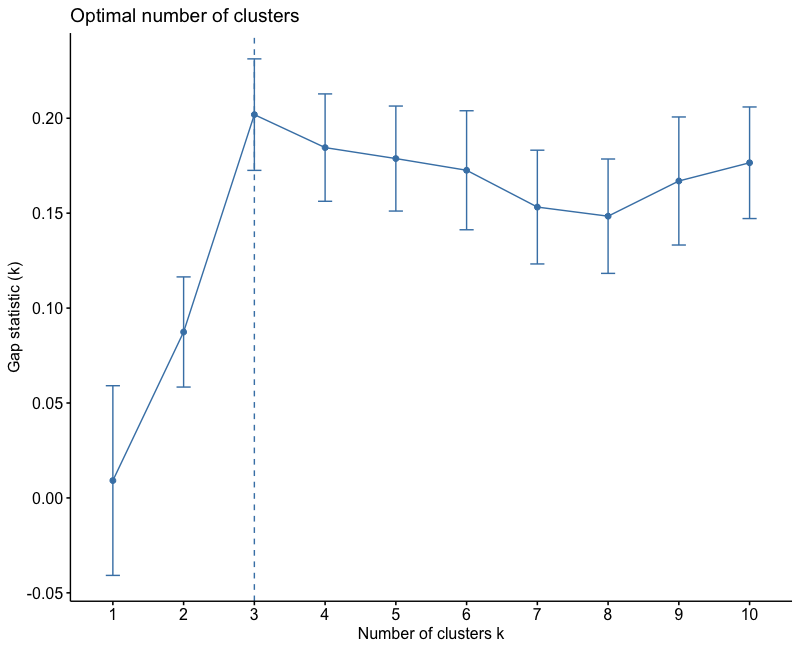 Optimal number of clusters
Gap statistic (k)
0.20
0.15
0.10
0.05
0.00
-0.05
1 2 3 4 5 6 7 8 9 10
Number of clusters k